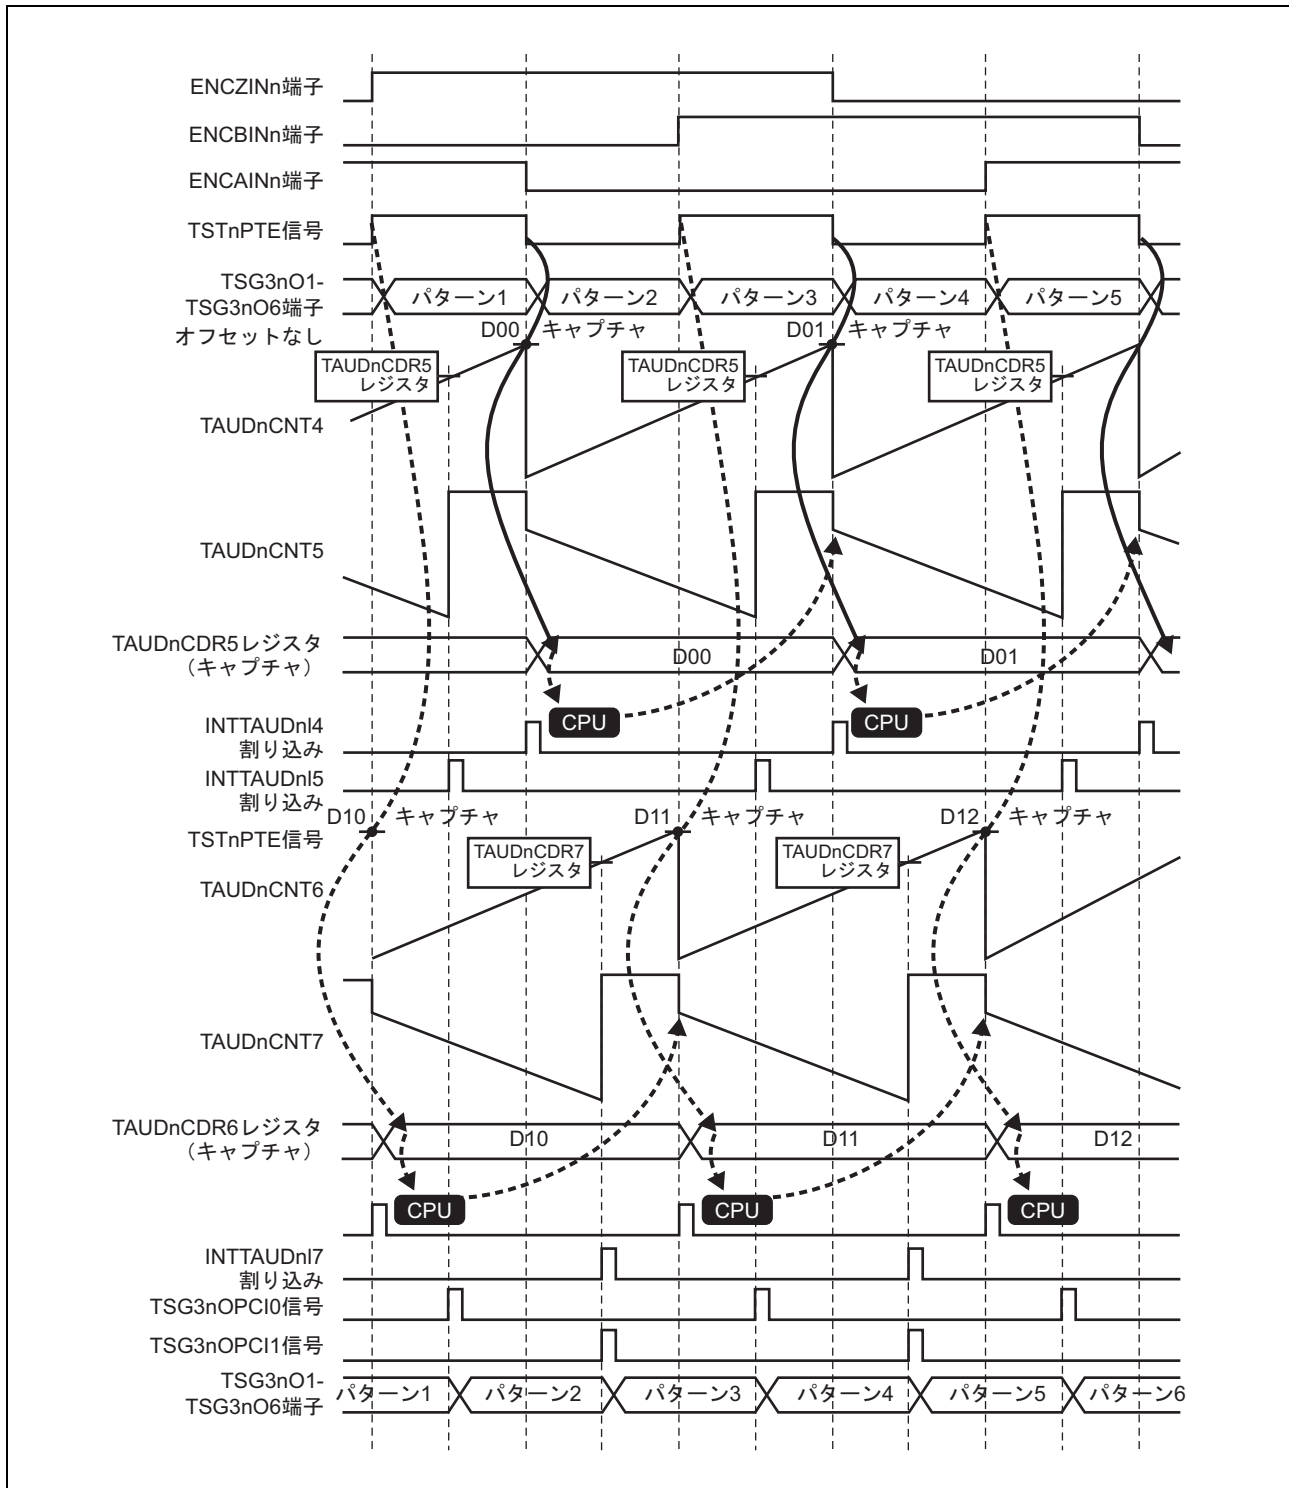 ENCZINn端子
ENCBINn端子
ENCAINn端子
TSTnPTE信号
TSG3nO1-
TSG3nO6端子
パターン1 パターン2 パターン3 パターン4 パターン5
オフセットなし
D00 キャプチャ D01 キャプチャ
TAUDnCDR5
レジスタ
TAUDnCDR5
レジスタ
TAUDnCDR5
レジスタ
TAUDnCNT4
TAUDnCNT5
TAUDnCDR5レジスタ
（キャプチャ）
D00 D01
CPU CPU
INTTAUDnI4
割り込み
INTTAUDnI5
割り込み
D10 キャプチャ D11 キャプチャ D12 キャプチャ
TSTnPTE信号
TAUDnCDR7
レジスタ
TAUDnCDR7
レジスタ
TAUDnCNT6
TAUDnCNT7
TAUDnCDR6レジスタ
（キャプチャ）
D10 D11 D12
CPU CPU CPU
INTTAUDnI7
割り込み
TSG3nOPCI0信号
TSG3nOPCI1信号
TSG3nO1-
TSG3nO6端子
パターン1 パターン2 パターン3 パターン4 パターン5 パターン6